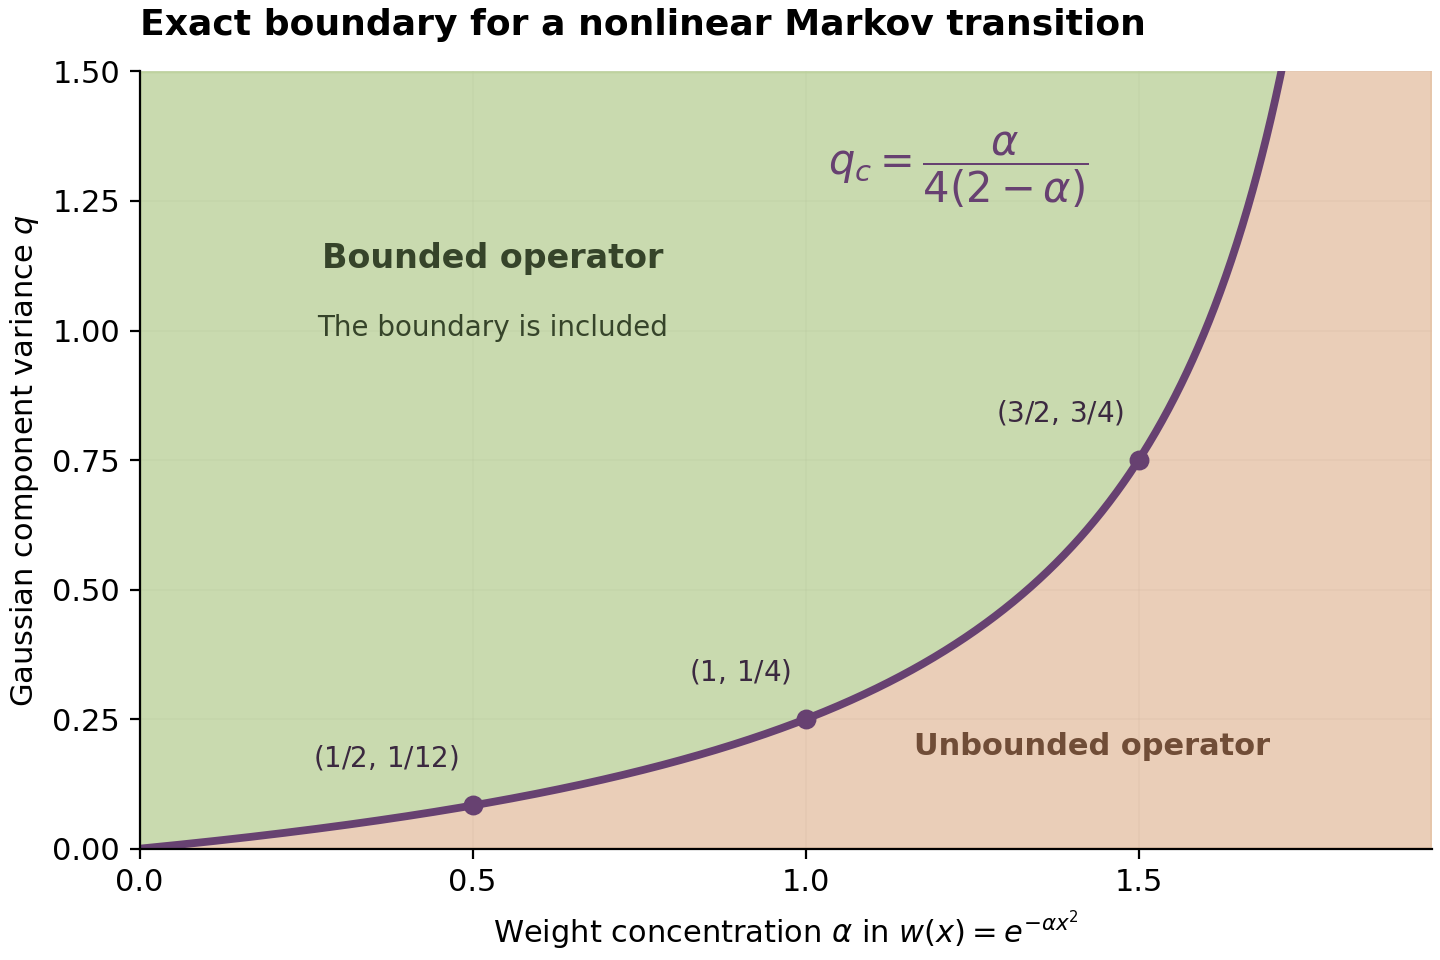 Exact boundary for a nonlinear Markov transition
1.50
1.25
1.00
0.75
0.50
0.25
0.00
Gaussian component variance q
q_c = α / 4(2 − α)
Bounded operator
The boundary is included
(3/2, 3/4)
(1, 1/4)
(1/2, 1/12)
Unbounded operator
0.0
0.5
1.0
1.5
Weight concentration α in w(x) = e^{−αx²}